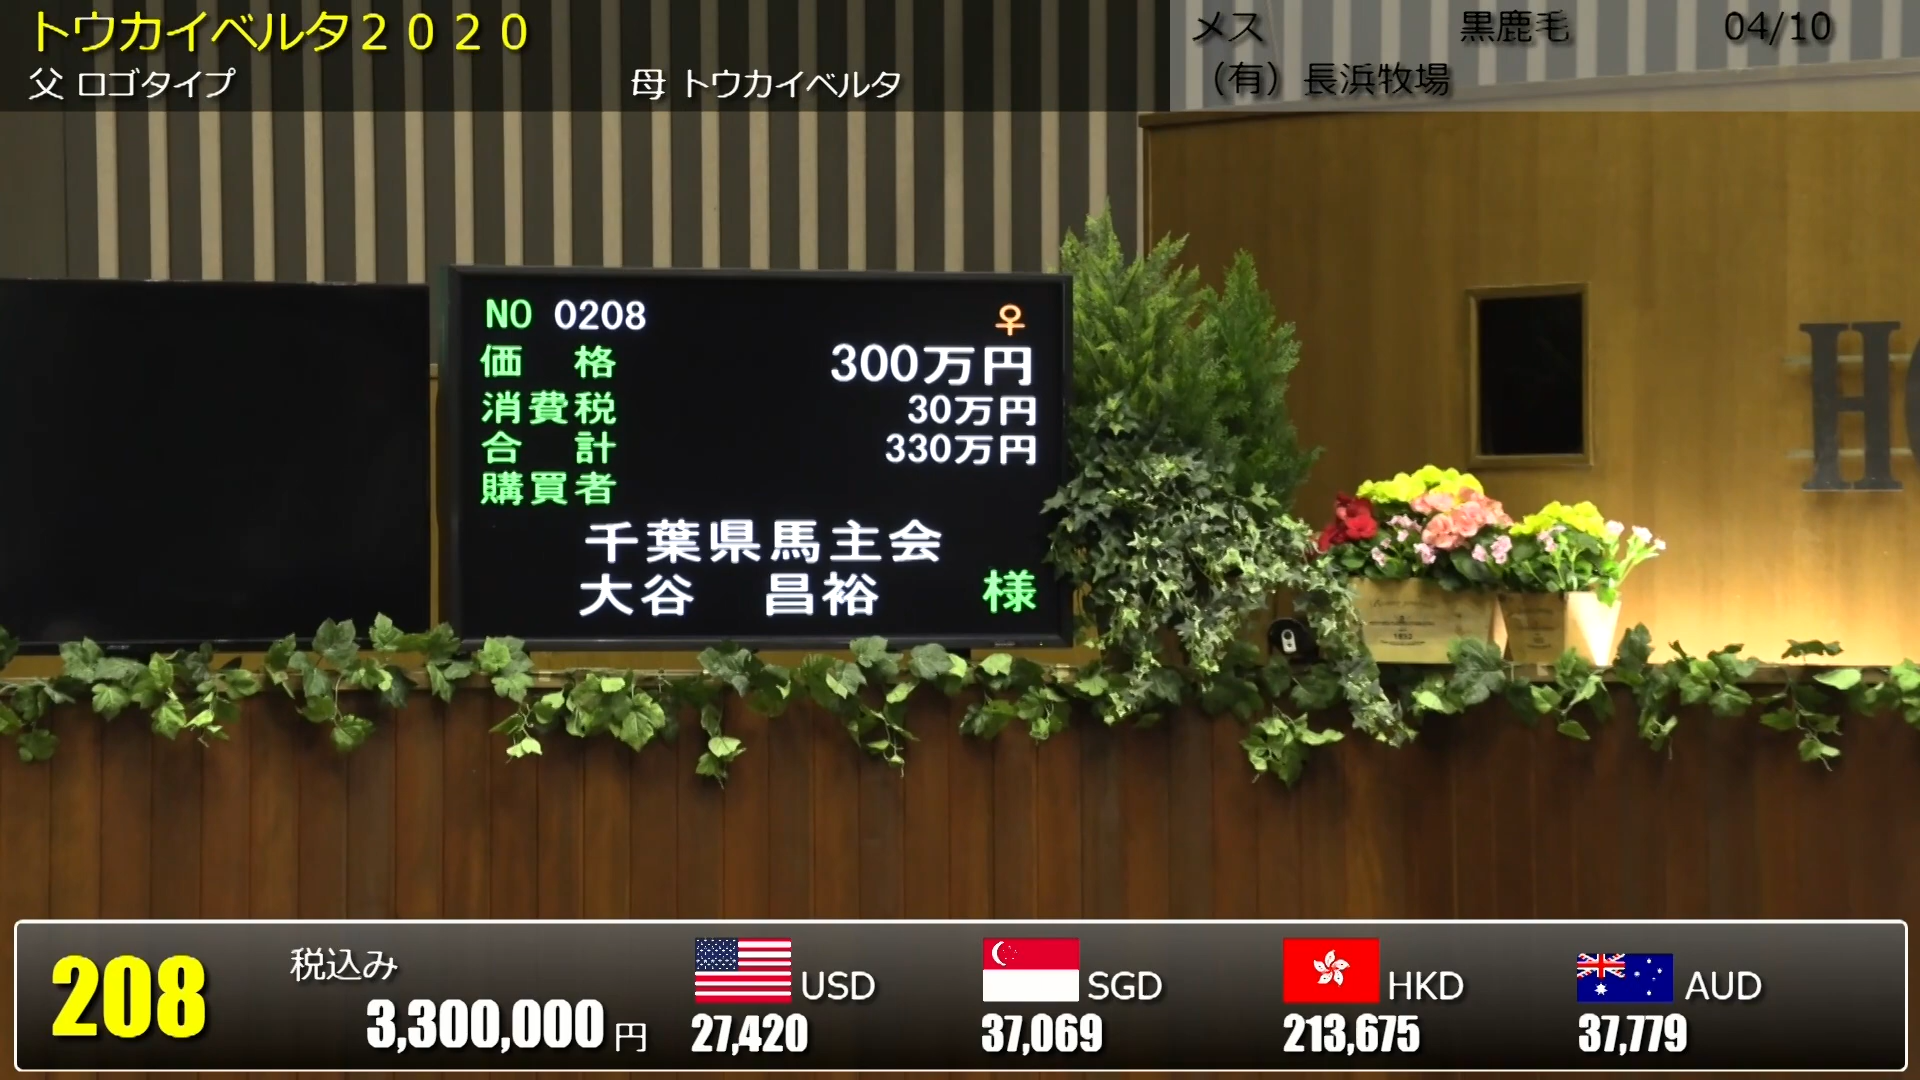 トウカイベルタ２０２０
父 ロゴタイプ 母 トウカイベルタ
メス 黒鹿毛 04/10
（有）長浜牧場
NO 0208 ♀
価 格 300万円
消費税 30万円
合 計 330万円
購買者
千葉県馬主会
大谷 昌裕 様
H
1852
208
税込み
3,300,000 円
USD
27,420
SGD
37,069
HKD
213,675
AUD
37,779